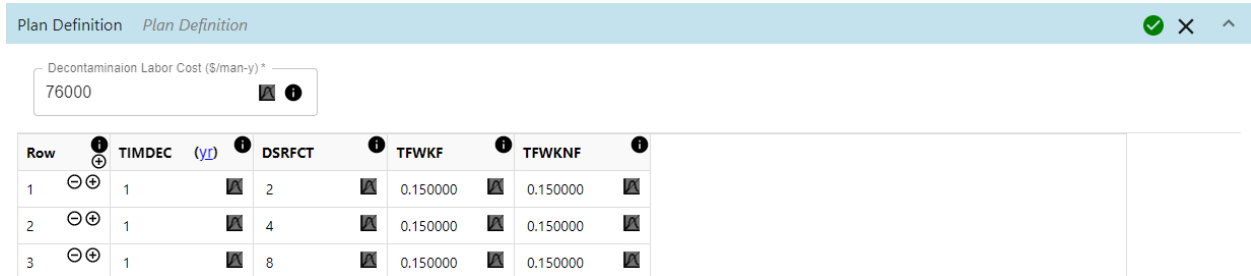 Plan Definition Plan Definition
Decontaminaion Labor Cost ($/man-y) *
76000
Row TIMDEC (yr) DSRFCT TFWKF TFWKNF
1 1 2 0.150000 0.150000
2 1 4 0.150000 0.150000
3 1 8 0.150000 0.150000